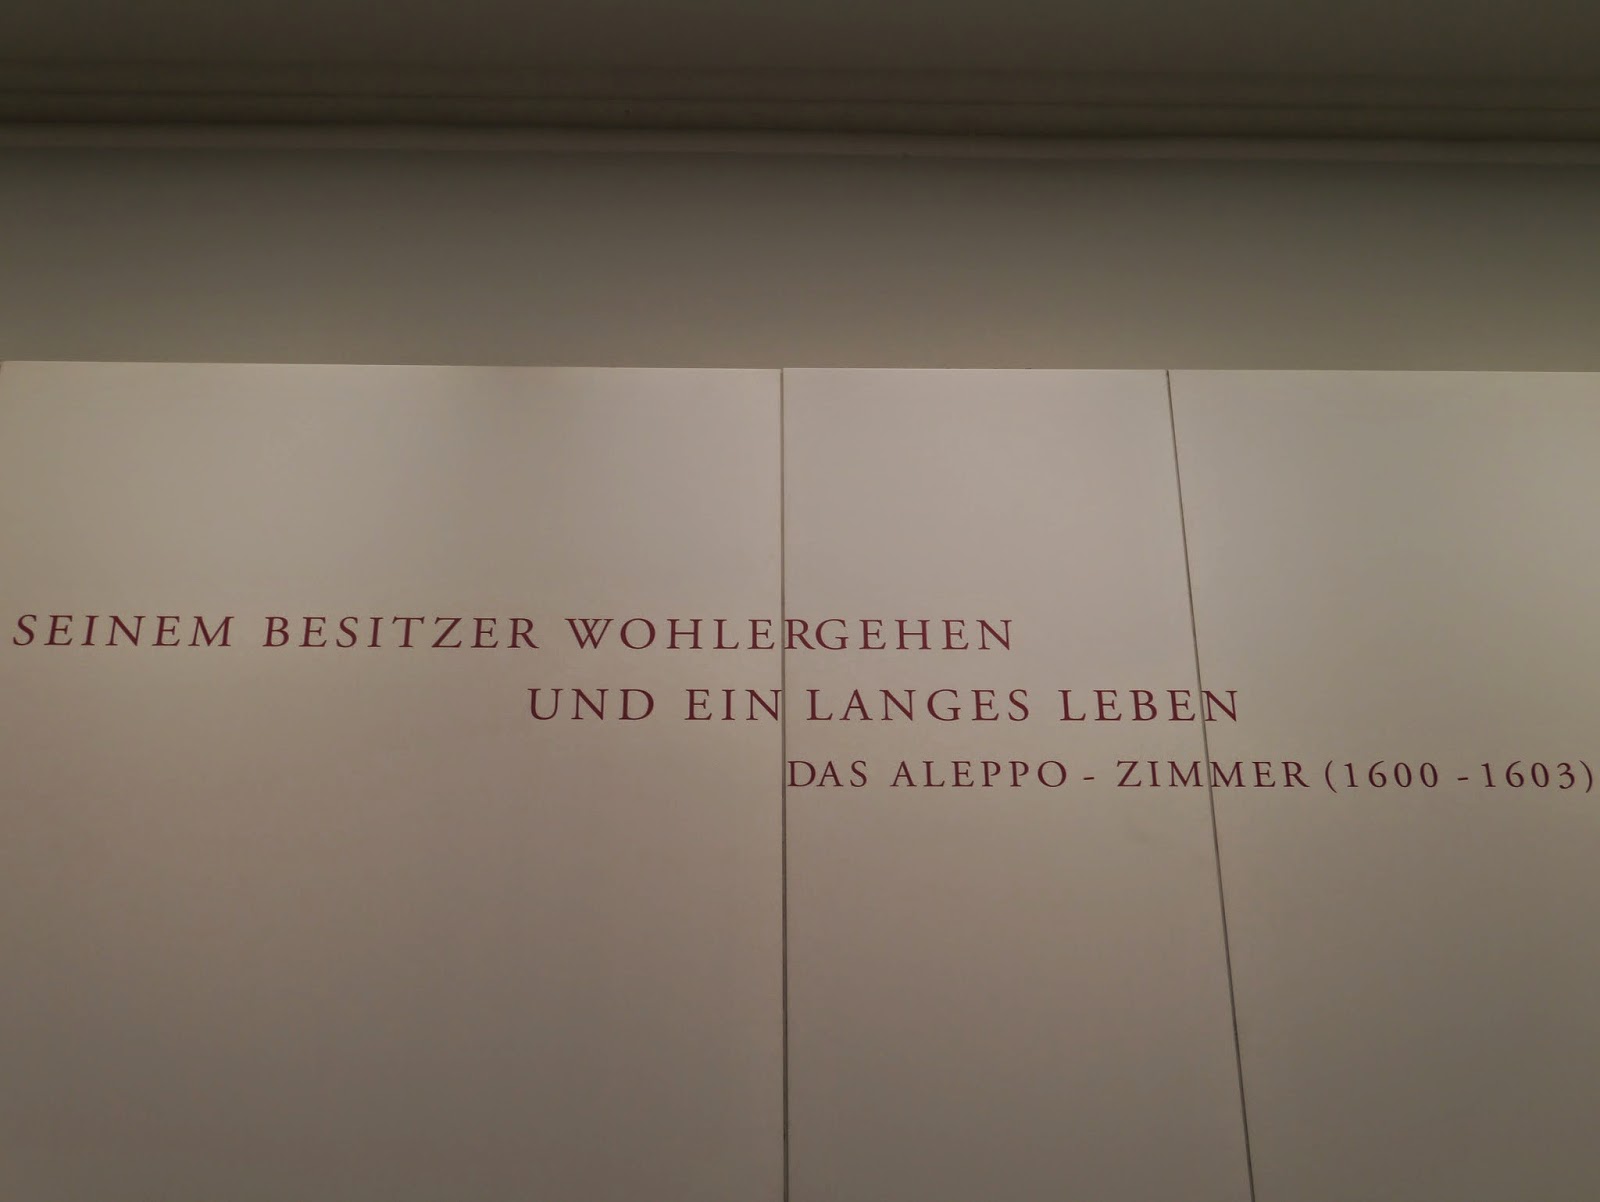 SEINEM BESITZER WOHLERGEHEN
UND EIN LANGES LEBEN
DAS ALEPPO - ZIMMER (1600 - 1603)